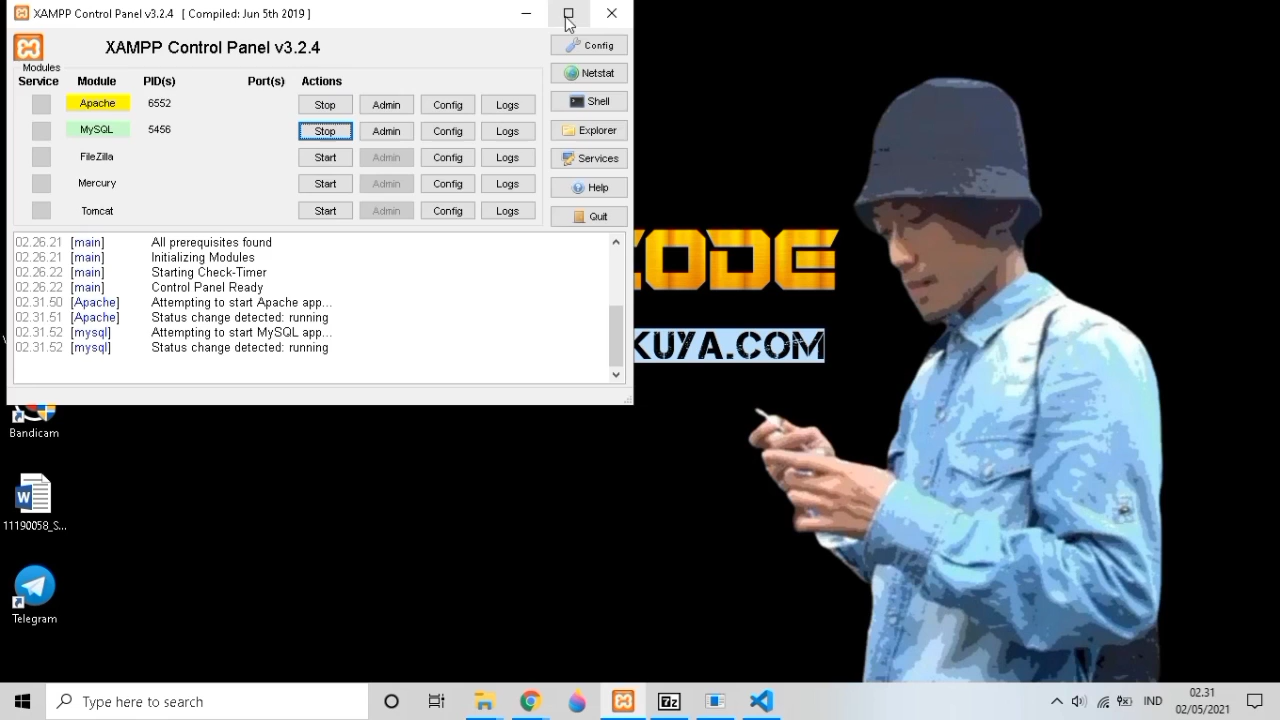 XAMPP Control Panel v3.2.4 [ Compiled: Jun 5th 2019 ]
XAMPP Control Panel v3.2.4
Config
Modules
Service Module PID(s) Port(s) Actions
Netstat
Apache 6552 Stop Admin Config Logs
Shell
MySQL 5456 Stop Admin Config Logs
Explorer
FileZilla Start Admin Config Logs
Services
Mercury Start Admin Config Logs
Help
Tomcat Start Admin Config Logs
Quit
02.26.21 [main] All prerequisites found
02.26.21 [main] Initializing Modules
02.26.22 [main] Starting Check-Timer
02.26.22 [main] Control Panel Ready
02.31.50 [Apache] Attempting to start Apache app...
02.31.51 [Apache] Status change detected: running
02.31.52 [mysql] Attempting to start MySQL app...
02.31.52 [mysql] Status change detected: running
ODE
KUYA.COM
Bandicam
11190058_S...
Telegram
Type here to search
IND
02.31
02/05/2021